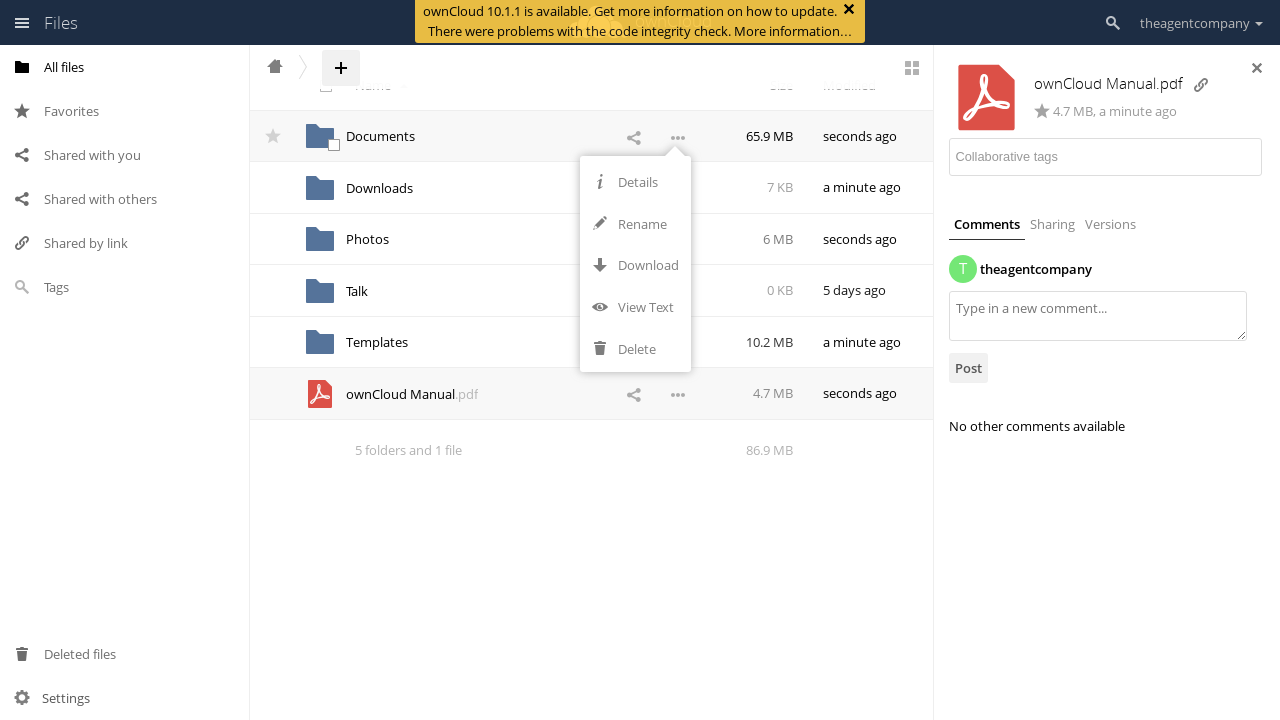 Files
ownCloud 10.1.1 is available. Get more information on how to update.
There were problems with the code integrity check. More information…
theagentcompany
All files
Favorites
Shared with you
Shared with others
Shared by link
Tags
Deleted files
Settings
Name
Size
Modified
Documents
65.9 MB
seconds ago
Downloads
7 KB
a minute ago
Photos
6 MB
seconds ago
Talk
0 KB
5 days ago
Templates
10.2 MB
a minute ago
ownCloud Manual.pdf
4.7 MB
seconds ago
5 folders and 1 file
86.9 MB
Details
Rename
Download
View Text
Delete
ownCloud Manual.pdf
4.7 MB, a minute ago
Collaborative tags
Comments
Sharing
Versions
T
theagentcompany
Type in a new comment...
Post
No other comments available